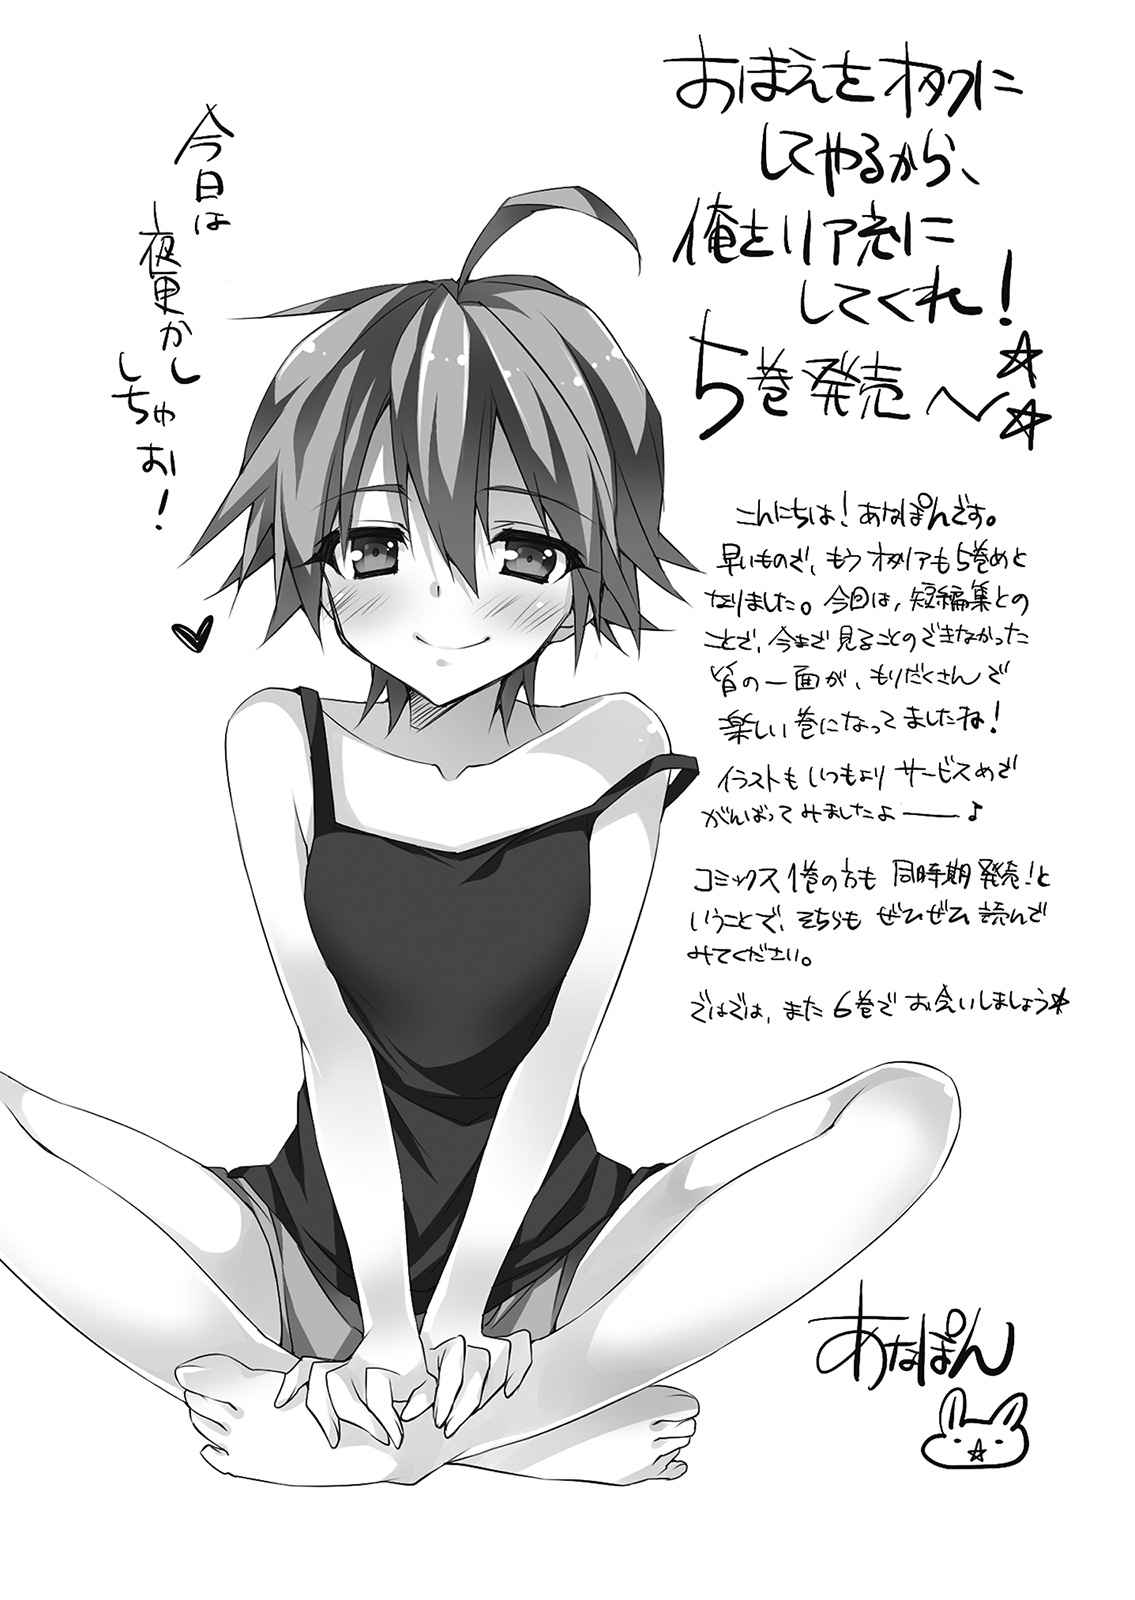 おまえをオタクに
してやるから、
俺をリア充に
してくれ!
5巻発売〜☆☆
こんにちは!あなぽんです。
早いもので、もうオタリアも5巻めと
なりました。今回は、短編集との
ことで、今まで見ることのできなかった
皆の一面が、もりだくさんで
楽しい巻になってましたね!
イラストもいつもよりサービスめで
がんばってみましたよ――♪
コミックス1巻の方も同時期発売!と
いうことで、そちらもぜひぜひ読んで
みてください。
ではでは、また6巻でお会いしましょう☆
今日は
夜更かし
しちゃお!
あなぽん